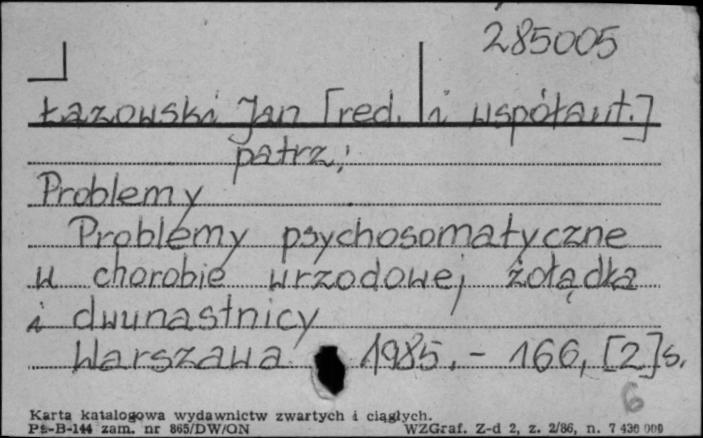 285005
Łazowski Jan [red. i współaut.]
patrz:
Problemy
Problemy psychosomatyczne
w chorobie wrzodowej żołądka
i dwunastnicy
Warszawa 1985. - 166, [2] s.
6
Karta katalogowa wydawnictw zwartych i ciągłych.
Ps-B-144 zam. nr 865/DW/ON WZGraf. Z-d 2, z. 2/86, n. 7 430 000